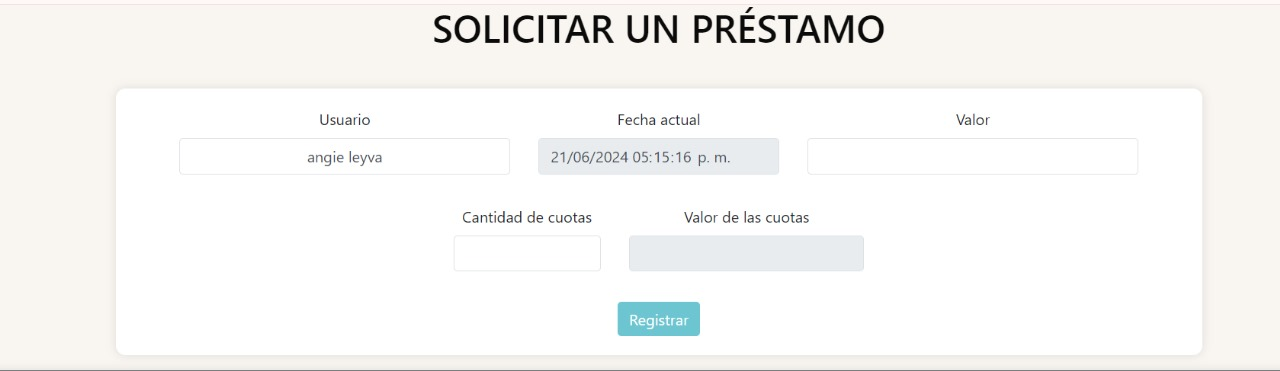 SOLICITAR UN PRÉSTAMO
Usuario
Fecha actual
Valor
angie leyva
21/06/2024 05:15:16 p. m.
Cantidad de cuotas
Valor de las cuotas
Registrar